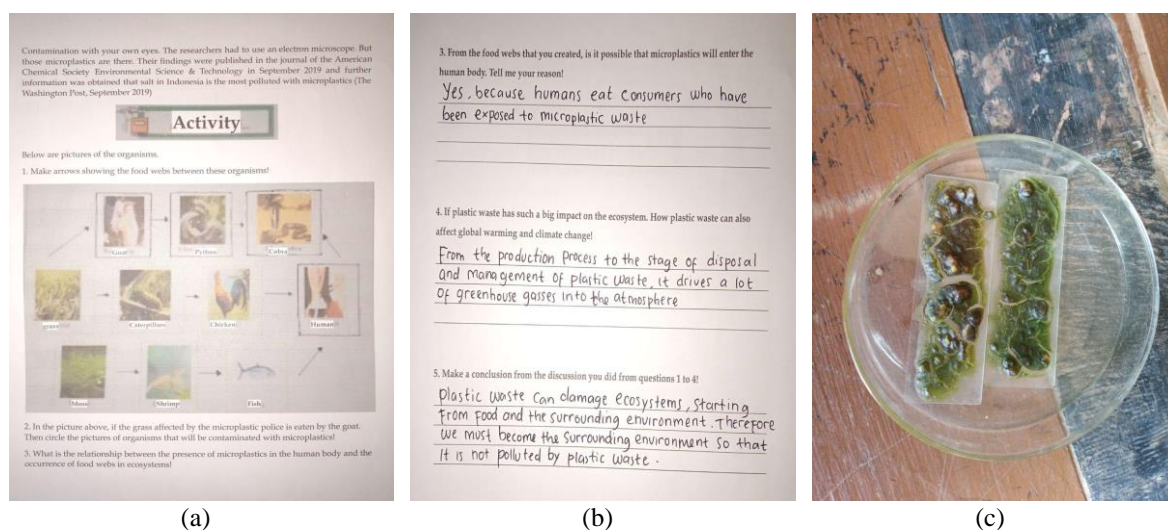 Contamination with your own eyes. The researchers had to use an electron microscope. But
those microplastics are there. Their findings were published in the journal of the American
Chemical Society Environmental Science & Technology in September 2019 and further
information was obtained that salt in Indonesia is the most polluted with microplastics (The
Washington Post, September 2019)
Activity
Below are pictures of the organisms.
1. Make arrows showing the food webs between these organisms!
Goat
Python
Cobra
grass
Caterpillars
Chicken
Human
Moss
Shrimp
Fish
2. In the picture above, if the grass affected by the microplastic police is eaten by the goat.
Then circle the pictures of organisms that will be contaminated with microplastics!
3. What is the relationship between the presence of microplastics in the human body and the
occurrence of food webs in ecosystems!
(a)
3. From the food webs that you created, is it possible that microplastics will enter the
human body. Tell me your reason!
Yes, because humans eat consumers who have
been exposed to microplastic waste
4. If plastic waste has such a big impact on the ecosystem. How plastic waste can also
affect global warming and climate change!
From the production process to the stage of disposal
and management of plastic waste, it drives a lot
of greenhouse gasses into the atmosphere
5. Make a conclusion from the discussion you did from questions 1 to 4!
Plastic waste can damage ecosystems, starting
from food and the surrounding environment. Therefore
we must become the surrounding environment so that
it is not polluted by plastic waste.
(b)
(c)